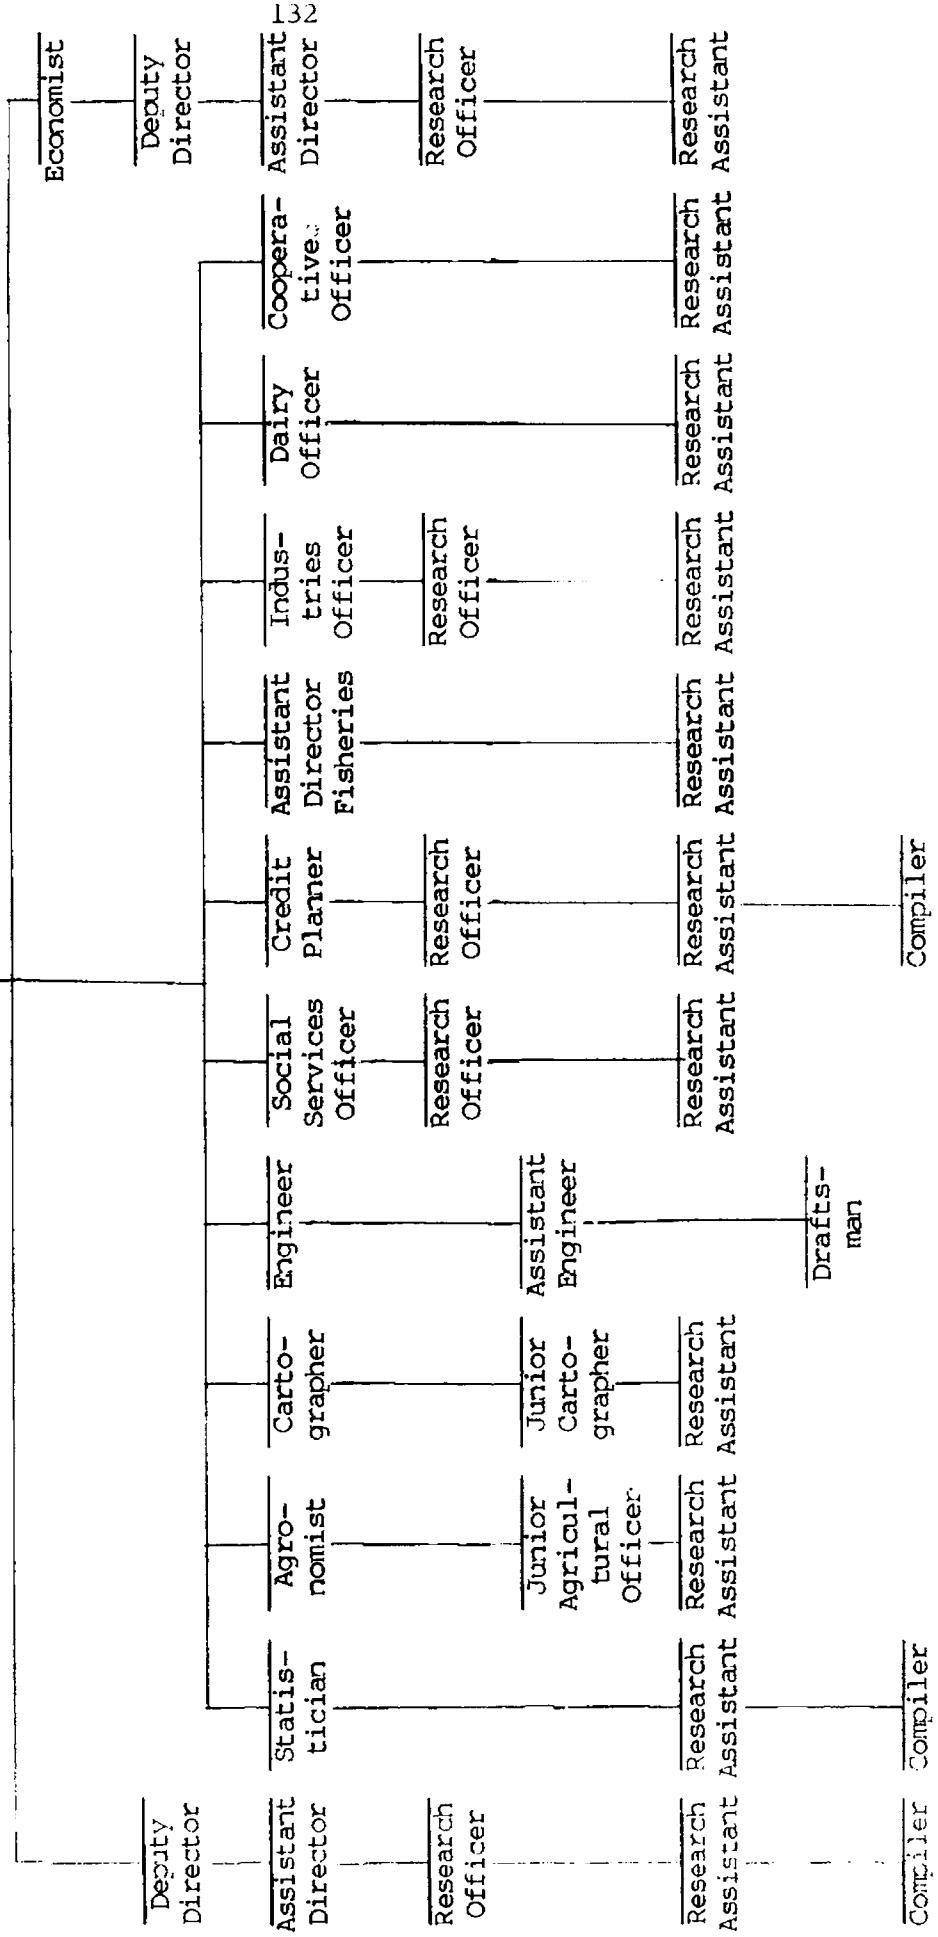 132
Deputy
Director
Assistant
Director
Research
Officer
Research
Assistant
Compiler
Statis-
tician
Research
Assistant
Compiler
Agro-
nomist
Junior
Agricul-
tural
Officer
Research
Assistant
Carto-
grapher
Junior
Carto-
grapher
Research
Assistant
Engineer
Assistant
Engineer
Drafts-
man
Social
Services
Officer
Research
Officer
Research
Assistant
Credit
Planner
Research
Officer
Research
Assistant
Compiler
Assistant
Director
Fisheries
Research
Assistant
Indus-
tries
Officer
Research
Officer
Research
Assistant
Dairy
Officer
Research
Assistant
Coopera-
tive
Officer
Research
Assistant
Economist
Deputy
Director
Assistant
Director
Research
Officer
Research
Assistant